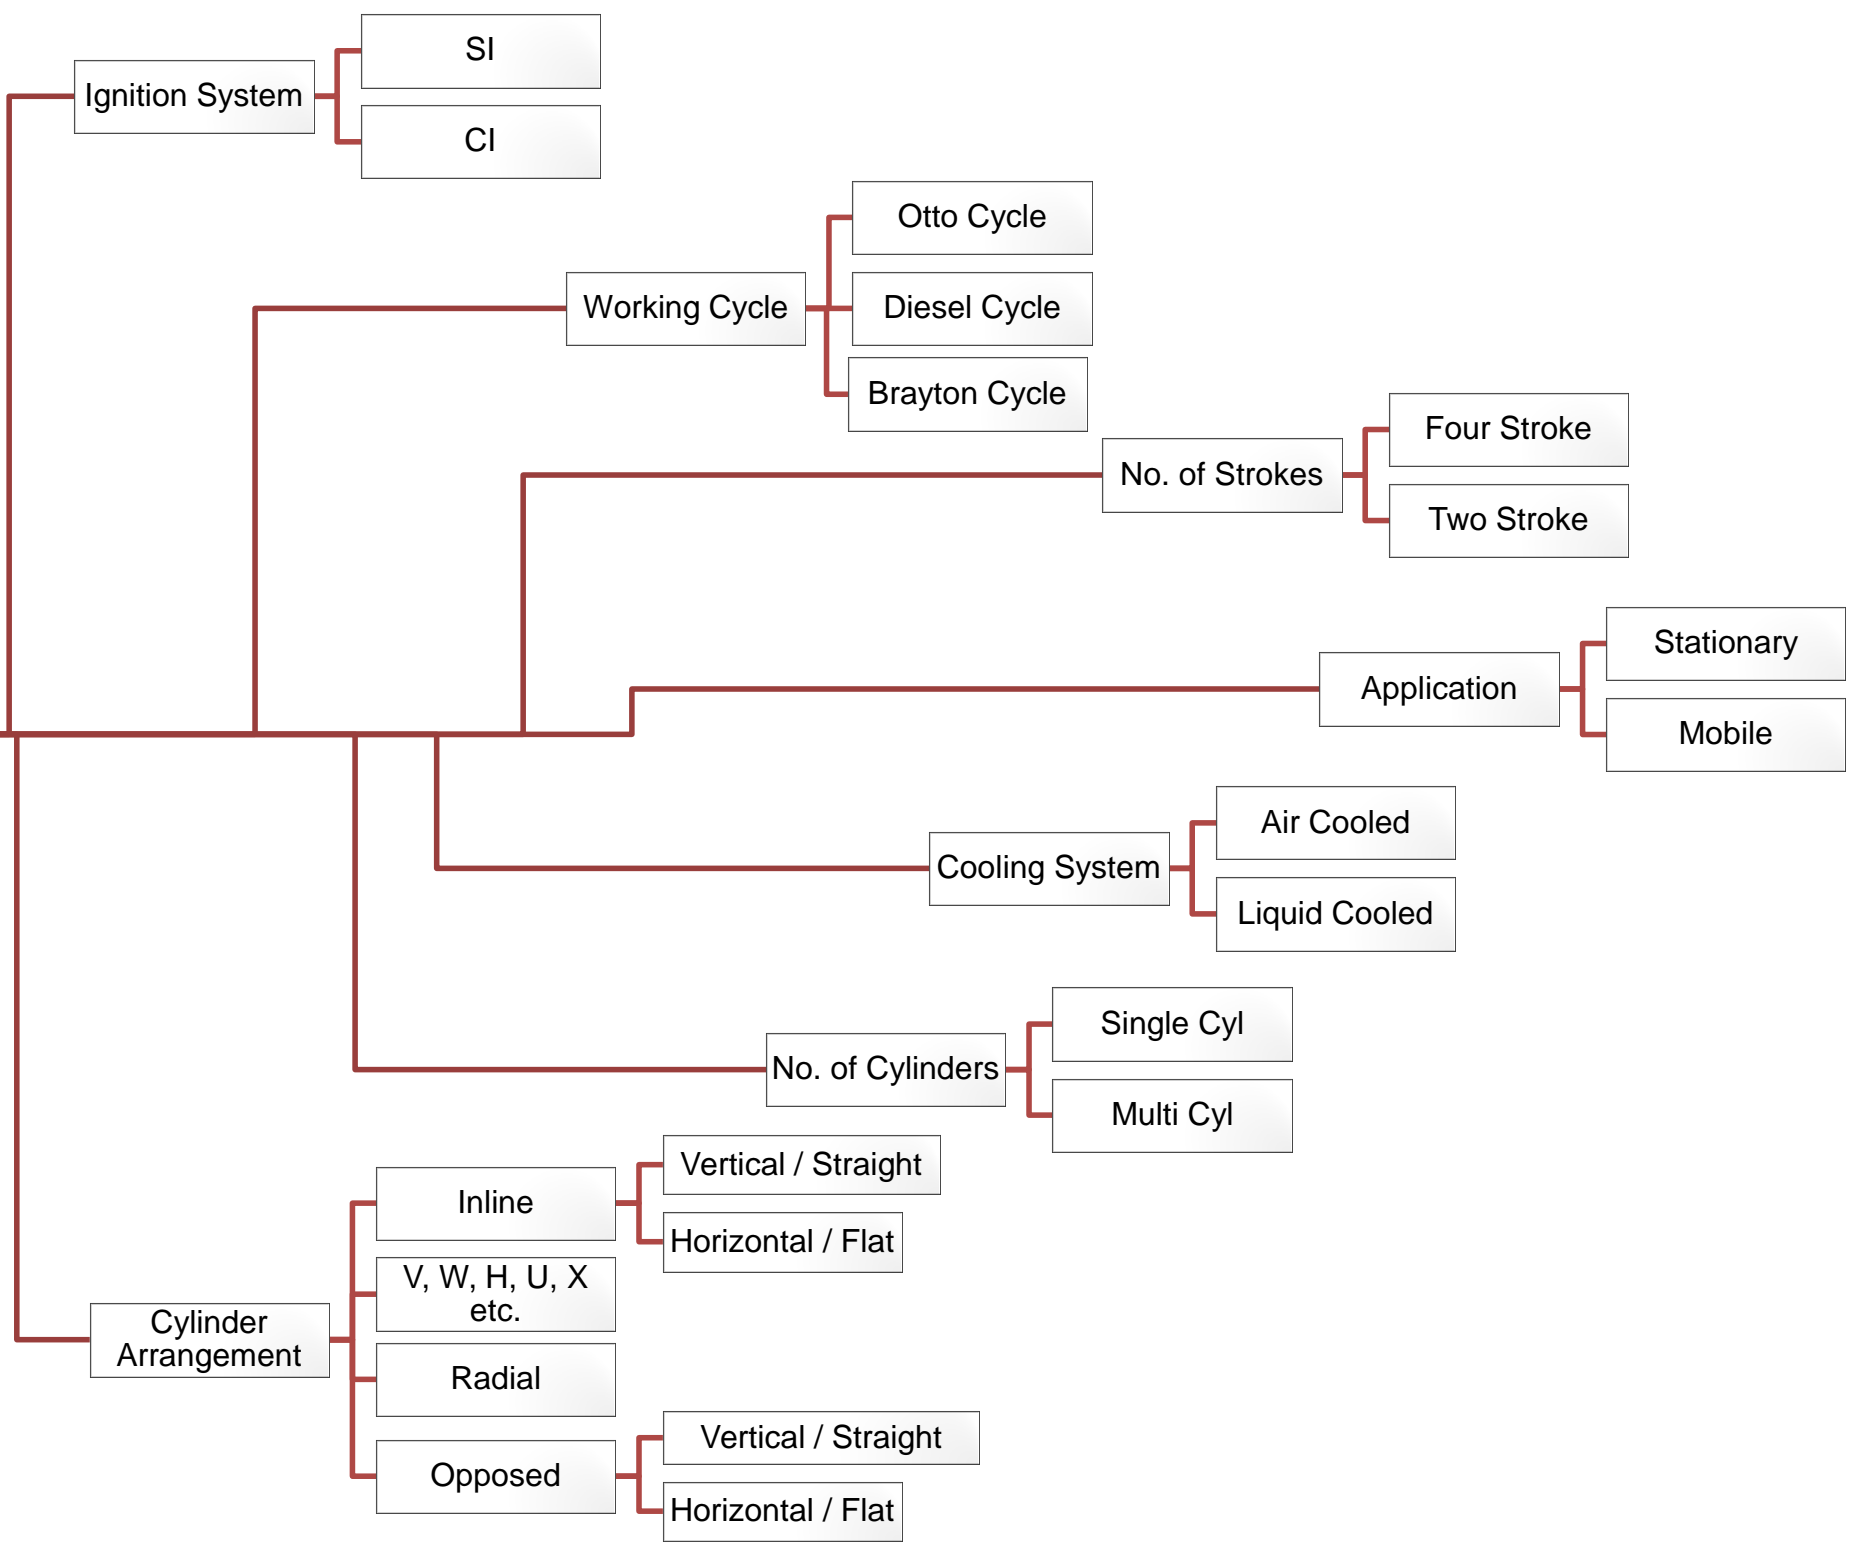 SI
Ignition System
CI
Otto Cycle
Working Cycle
Diesel Cycle
Brayton Cycle
Four Stroke
No. of Strokes
Two Stroke
Stationary
Application
Mobile
Air Cooled
Cooling System
Liquid Cooled
Single Cyl
No. of Cylinders
Multi Cyl
Vertical / Straight
Inline
Horizontal / Flat
V, W, H, U, X
etc.
Cylinder
Arrangement
Radial
Vertical / Straight
Opposed
Horizontal / Flat